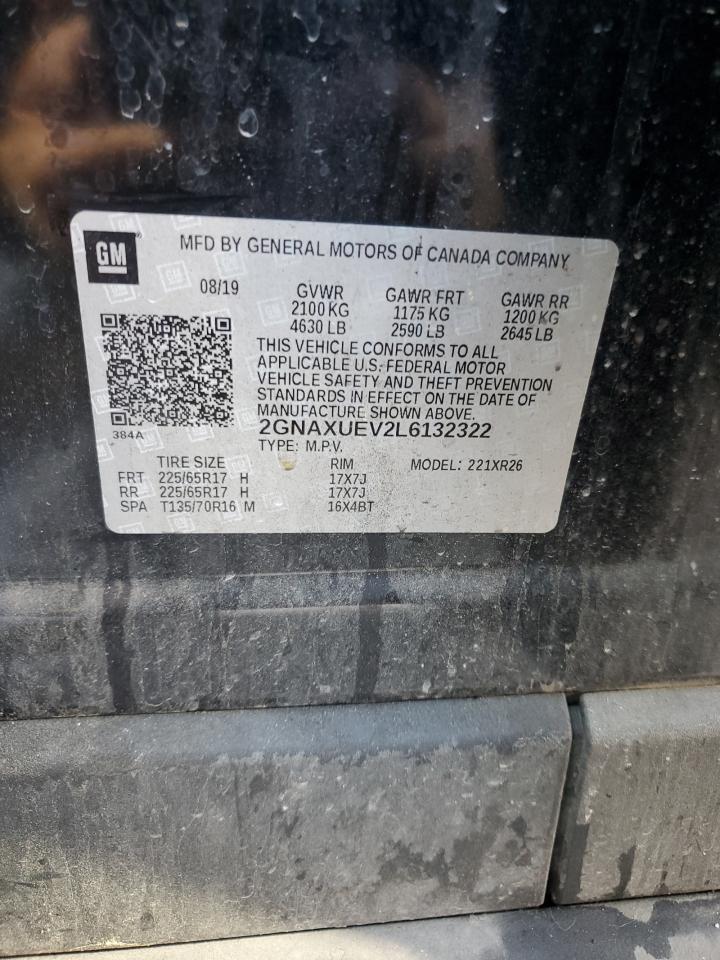 GM
MFD BY GENERAL MOTORS OF CANADA COMPANY
08/19
GVWR
2100 KG
4630 LB
GAWR FRT
1175 KG
2590 LB
GAWR RR
1200 KG
2645 LB
THIS VEHICLE CONFORMS TO ALL
APPLICABLE U.S. FEDERAL MOTOR
VEHICLE SAFETY AND THEFT PREVENTION
STANDARDS IN EFFECT ON THE DATE OF
MANUFACTURE SHOWN ABOVE.
384A
2GNAXUEV2L6132322
TYPE: M.P.V.
TIRE SIZE RIM MODEL: 221XR26
FRT 225/65R17 H 17X7J
RR 225/65R17 H 17X7J
SPA T135/70R16 M 16X4BT